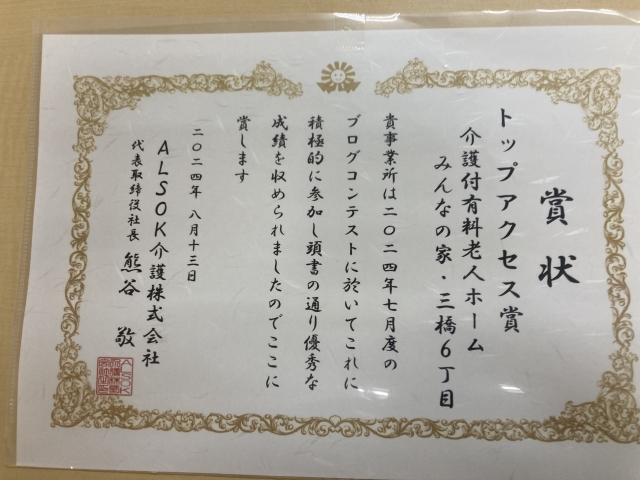 賞状
トップアクセス賞
介護付有料老人ホーム
みんなの家・三橋6丁目
貴事業所は二〇二四年七月度の
ブログコンテストに於いてこれに
積極的に参加し頭書の通り優秀な
成績を収められましたのでここに
賞します
二〇二四年 八月十三日
ALSOK介護株式会社
代表取締役社長 熊谷 敬